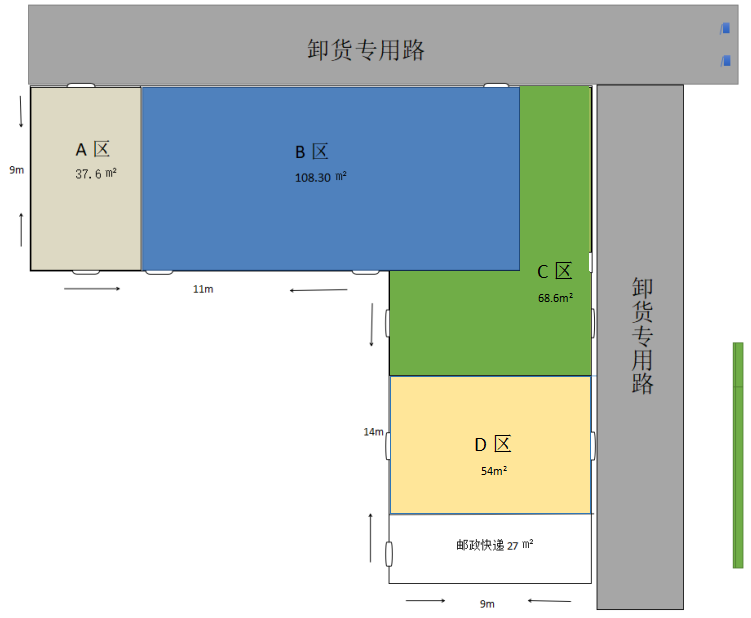 卸货专用路
A 区
37.6 ㎡
B 区
108.30 ㎡
9m
C 区
68.6m²
11m
卸货专用路
14m
D 区
54m²
邮政快递 27 ㎡
9m